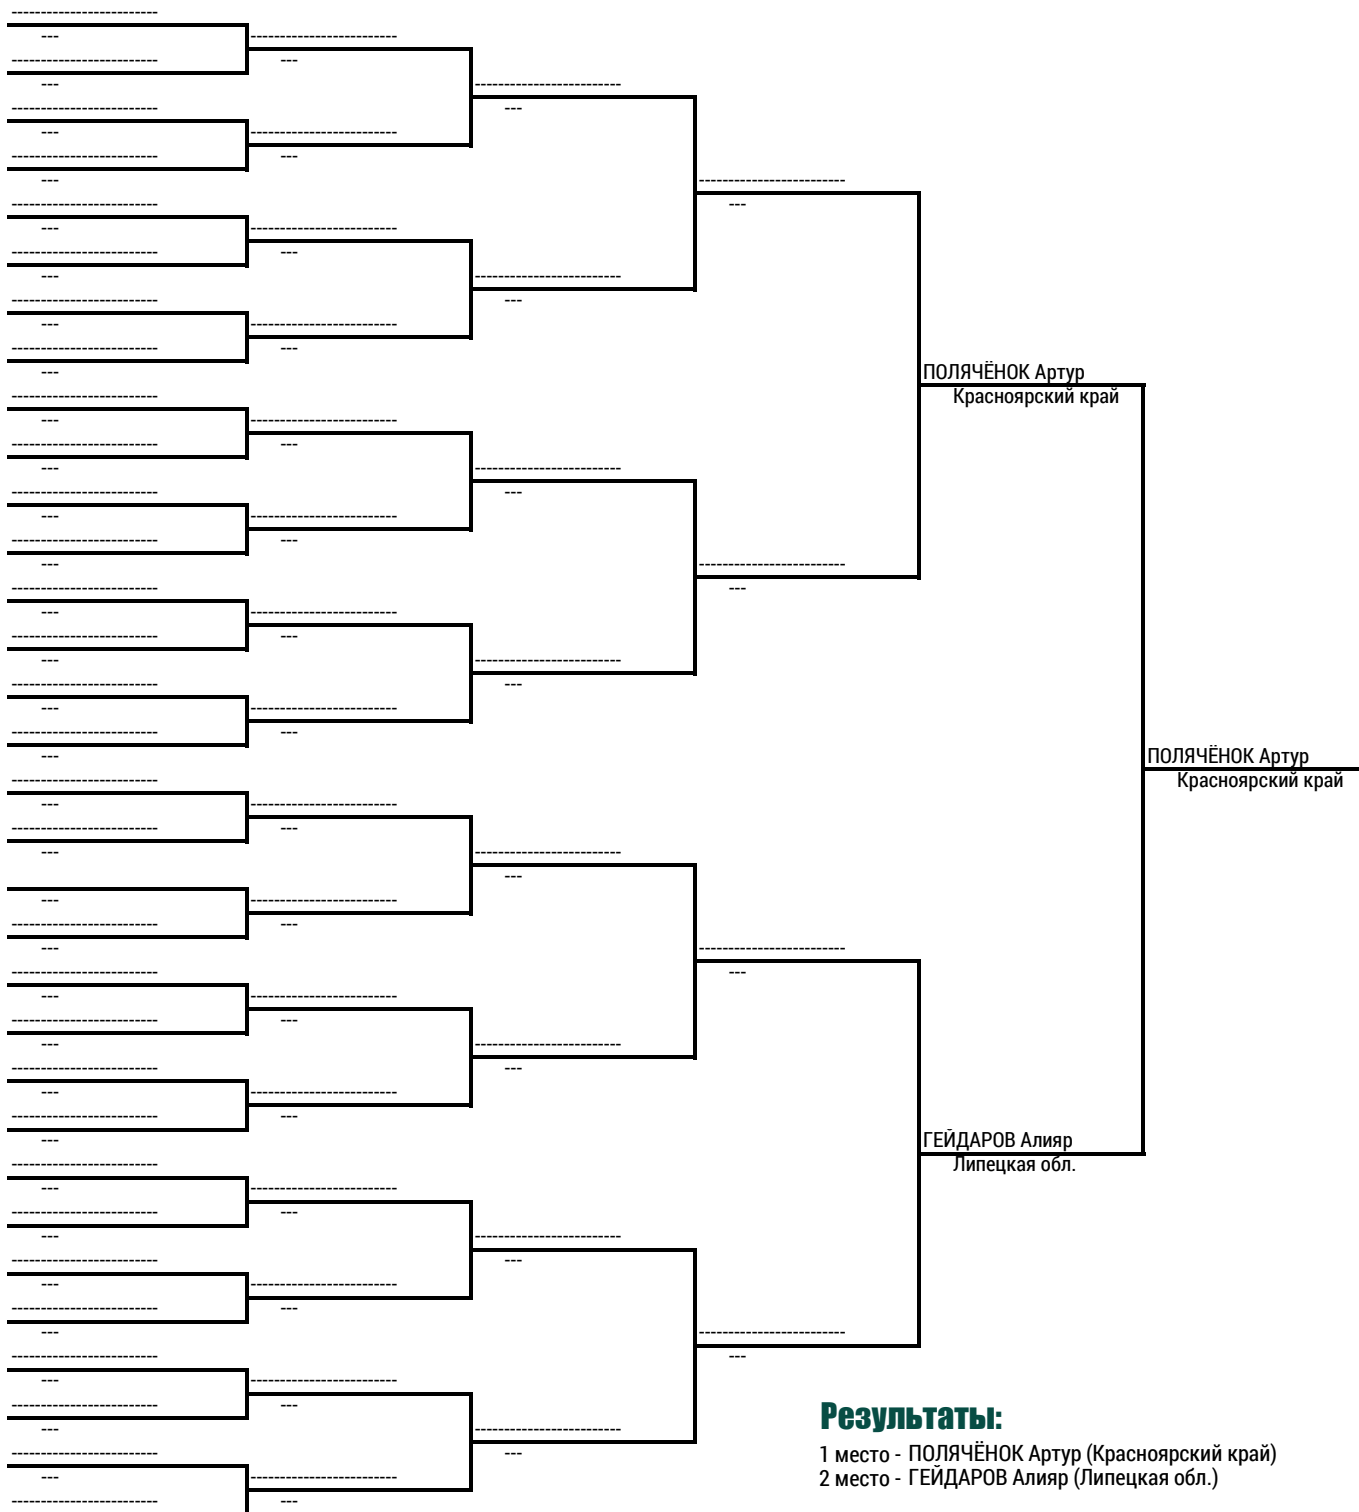 ПОЛЯЧЁНОК Артур
Красноярский край
ПОЛЯЧЁНОК Артур
Красноярский край
ГЕЙДАРОВ Алияр
Липецкая обл.
Результаты:
1 место - ПОЛЯЧЁНОК Артур (Красноярский край)
2 место - ГЕЙДАРОВ Алияр (Липецкая обл.)